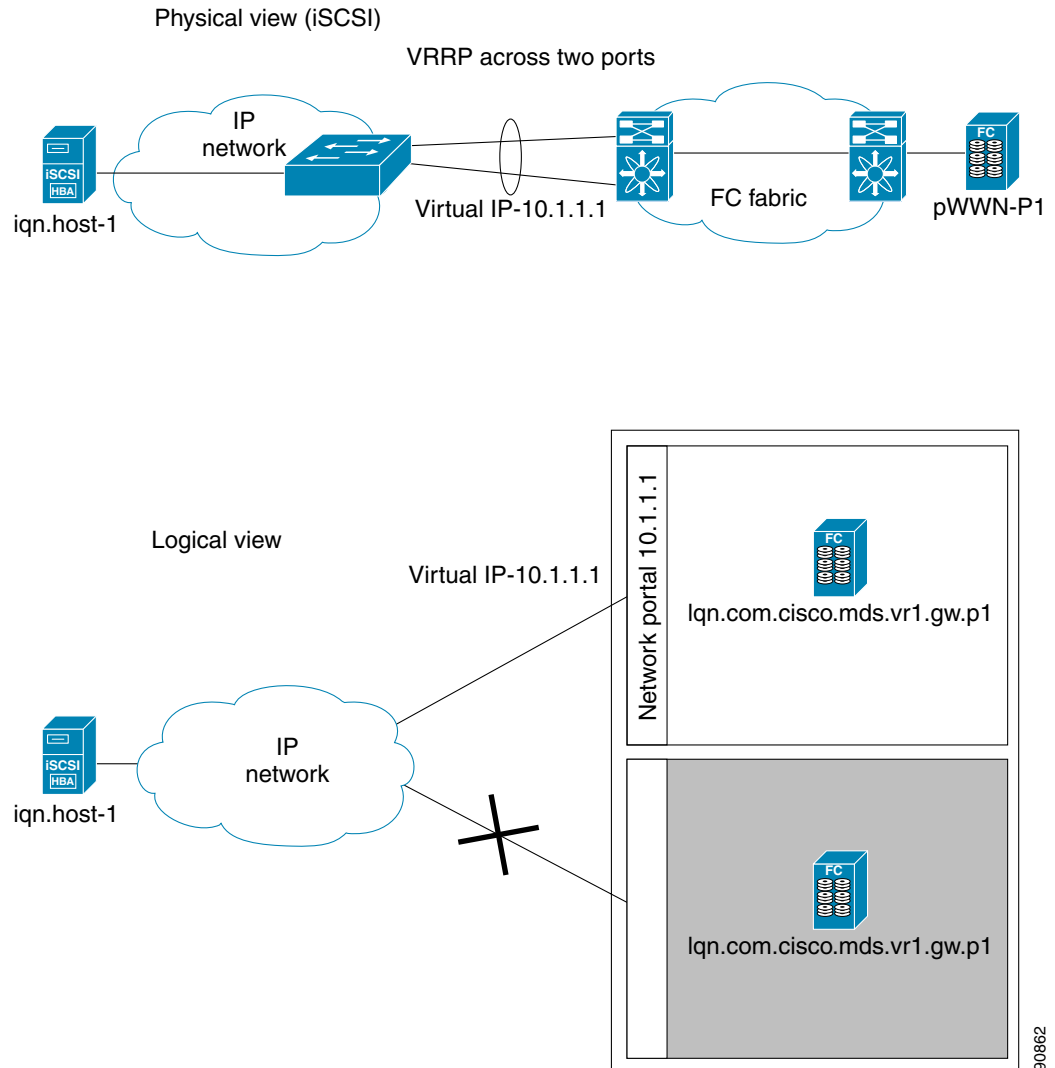 Physical view (iSCSI)
VRRP across two ports
IP
network
iSCSI
HBA
iqn.host-1
Virtual IP-10.1.1.1
FC fabric
FC
pWWN-P1
Logical view
Virtual IP-10.1.1.1
Network portal 10.1.1.1
FC
lqn.com.cisco.mds.vr1.gw.p1
IP
network
iSCSI
HBA
iqn.host-1
FC
lqn.com.cisco.mds.vr1.gw.p1
90862